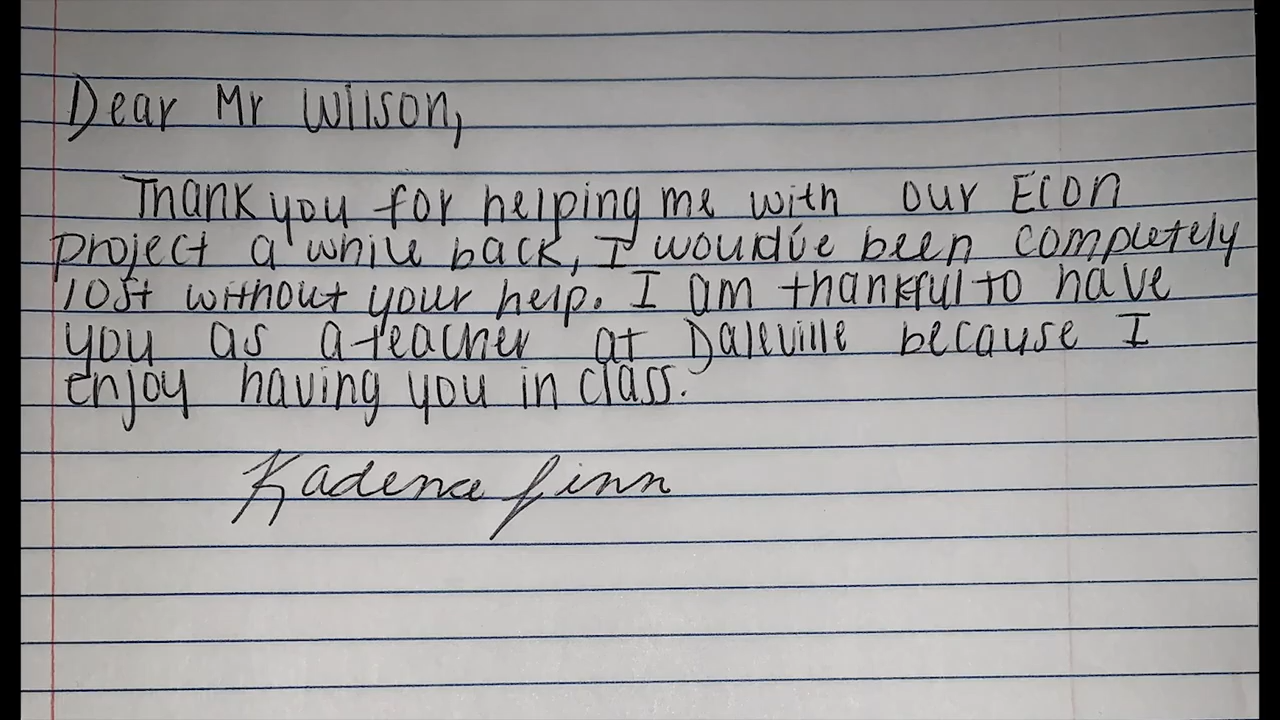 Dear Mr Wilson,
Thank you for helping me with our Econ
project a while back, I would've been completely
lost without your help. I am thankful to have
you as a teacher at Daleville because I
enjoy having you in class.
Kadence Finn